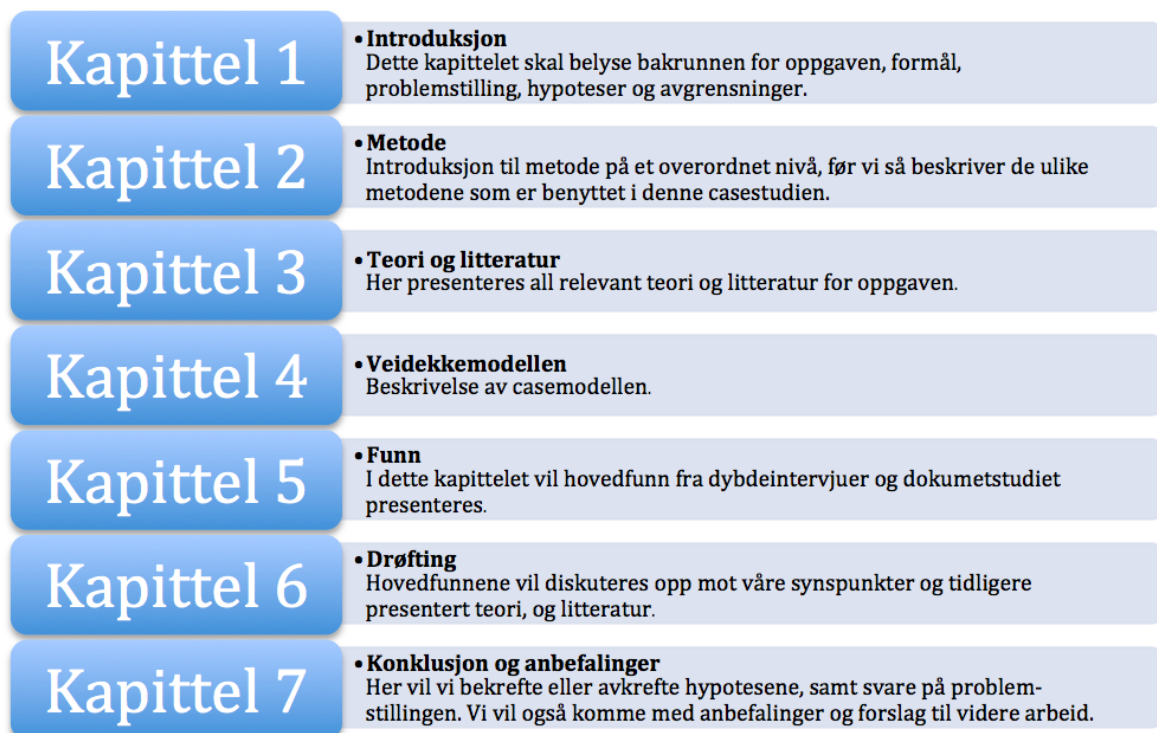 Kapittel 1
• Introduksjon
Dette kapittelet skal belyse bakrunnen for oppgaven, formål,
problemstilling, hypoteser og avgrensninger.
Kapittel 2
• Metode
Introduksjon til metode på et overordnet nivå, før vi så beskriver de ulike
metodene som er benyttet i denne casestudien.
Kapittel 3
• Teori og litteratur
Her presenteres all relevant teori og litteratur for oppgaven.
Kapittel 4
• Veidekkemodellen
Beskrivelse av casemodellen.
Kapittel 5
• Funn
I dette kapittelet vil hovedfunn fra dybdeintervjuer og dokumetstudiet
presenteres.
Kapittel 6
• Drøfting
Hovedfunnene vil diskuteres opp mot våre synspunkter og tidligere
presentert teori, og litteratur.
Kapittel 7
• Konklusjon og anbefalinger
Her vil vi bekrefte eller avkrefte hypotesene, samt svare på problem-
stillingen. Vi vil også komme med anbefalinger og forslag til videre arbeid.